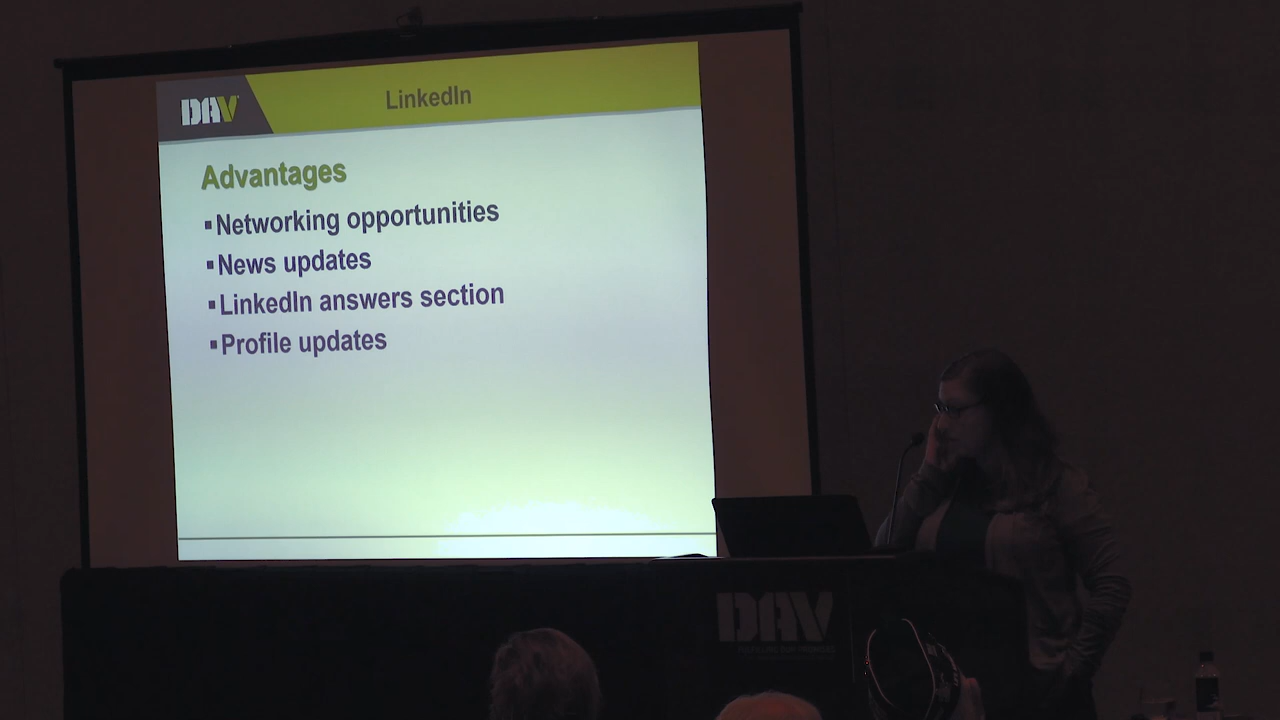 DAV
LinkedIn
Advantages
▪Networking opportunities
▪News updates
▪LinkedIn answers section
▪Profile updates
DAV